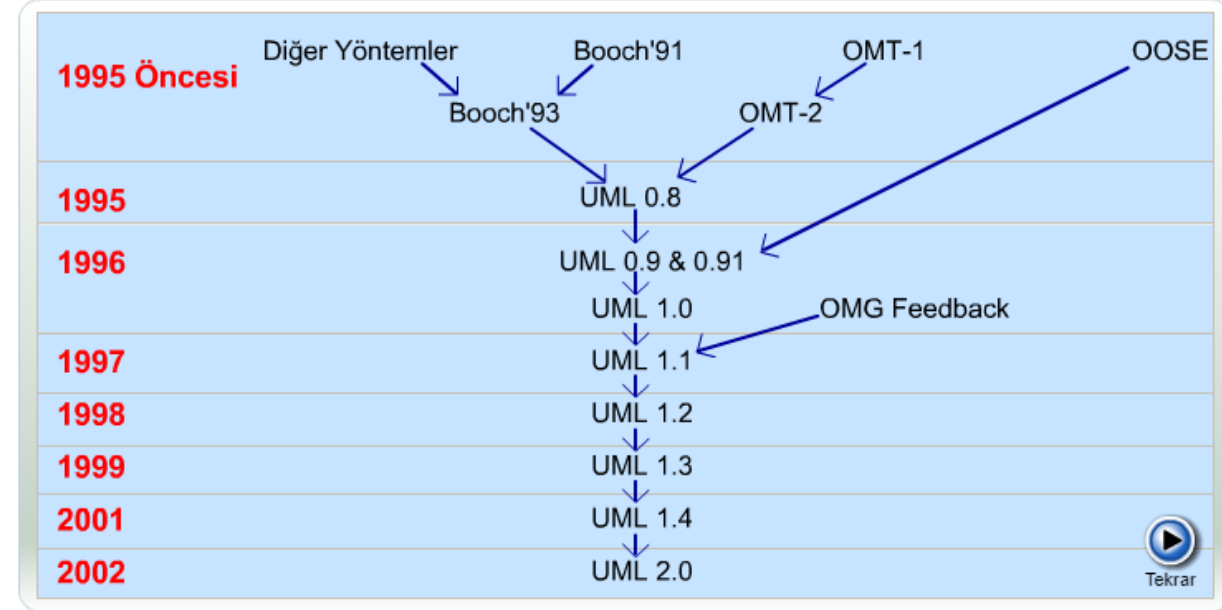 Diğer Yöntemler Booch'91 OMT-1 OOSE
1995 Öncesi
Booch'93 OMT-2
1995 UML 0.8
1996 UML 0.9 & 0.91
UML 1.0 OMG Feedback
1997 UML 1.1
1998 UML 1.2
1999 UML 1.3
2001 UML 1.4
2002 UML 2.0
Tekrar